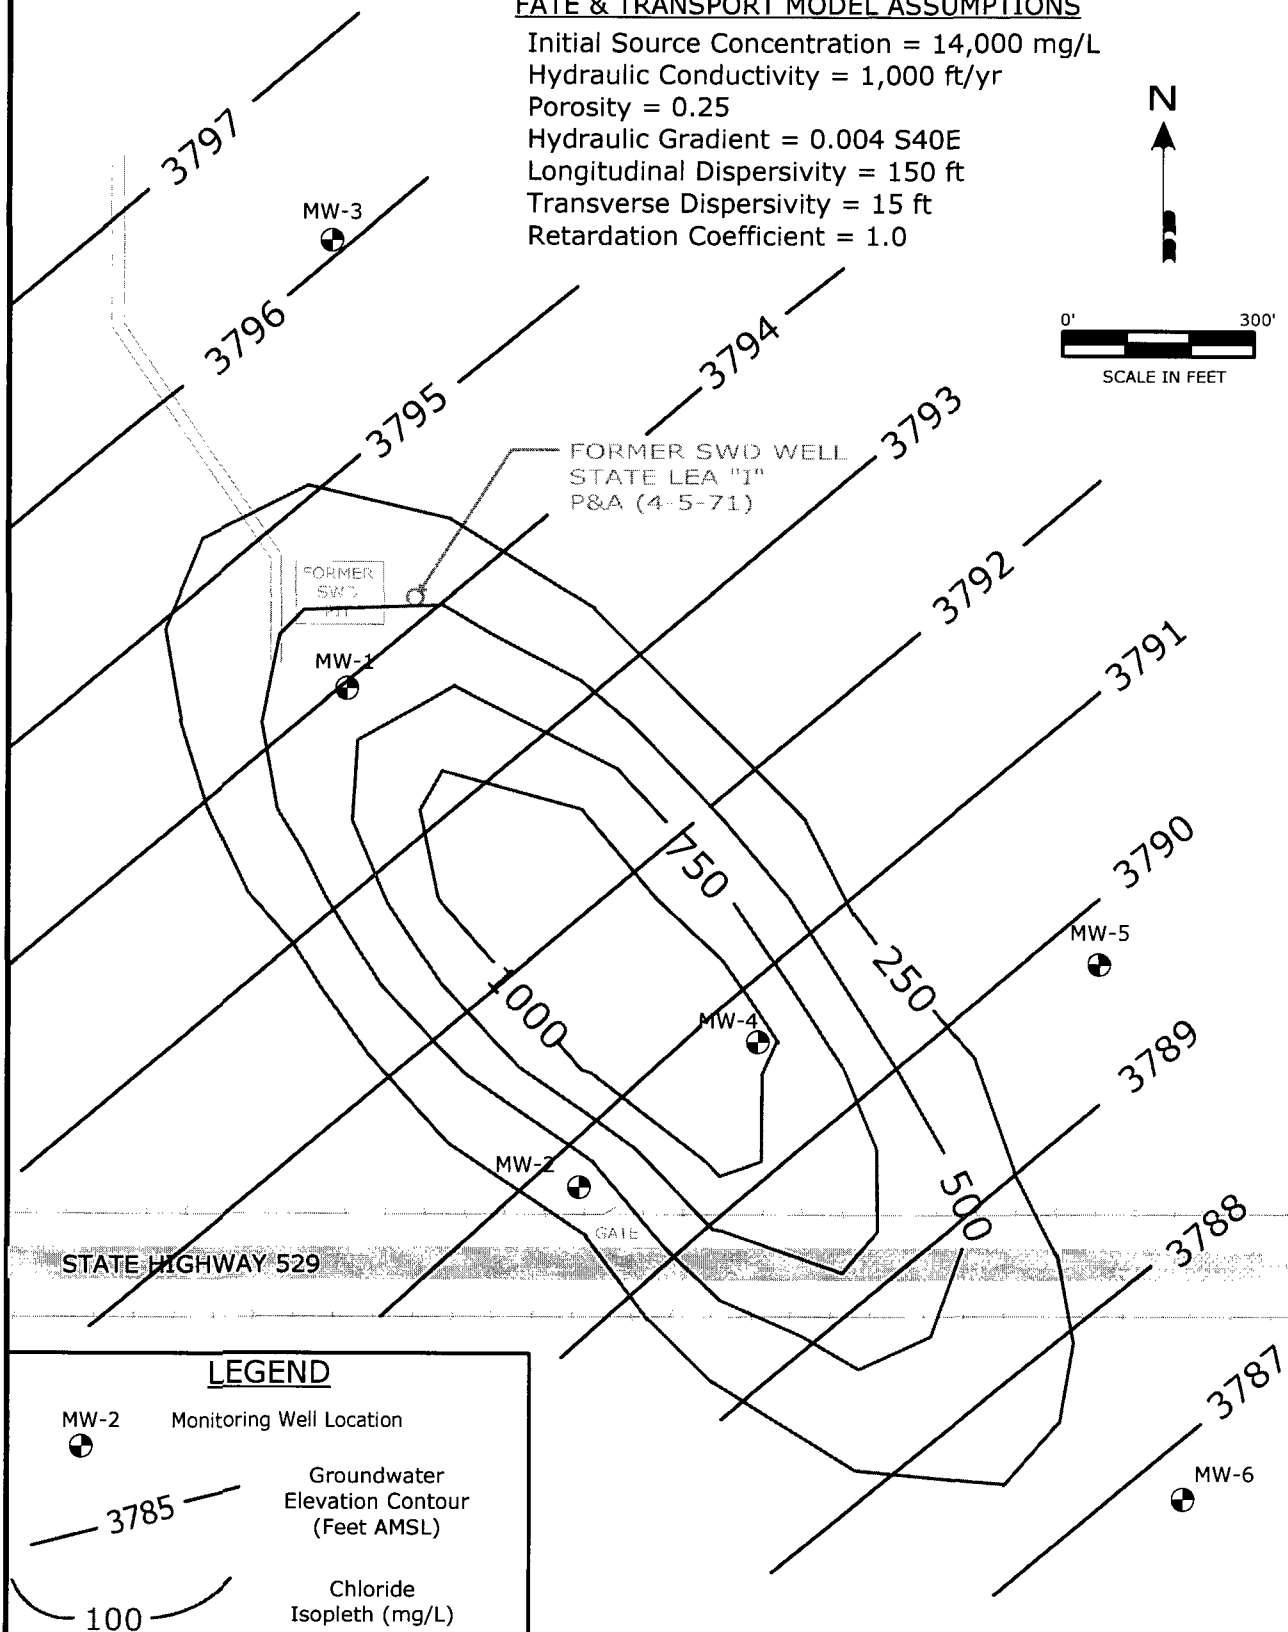 FATE & TRANSPORT MODEL ASSUMPTIONS
Initial Source Concentration = 14,000 mg/L
Hydraulic Conductivity = 1,000 ft/yr
Porosity = 0.25
Hydraulic Gradient = 0.004 S40E
Longitudinal Dispersivity = 150 ft
Transverse Dispersivity = 15 ft
Retardation Coefficient = 1.0
N
0' 300'
SCALE IN FEET
3797
MW-3
3796
3795
3794
3793
FORMER SWD WELL
STATE LEA "I"
P&A (4-5-71)
FORMER
SWD
PIT
3792
3791
MW-1
3790
750
MW-5
250
1000
MW-4
3789
MW-2
500
3788
GATE
STATE HIGHWAY 529
3787
MW-6
LEGEND
MW-2 Monitoring Well Location
3785
Groundwater
Elevation Contour
(Feet AMSL)
100
Chloride
Isopleth (mg/L)